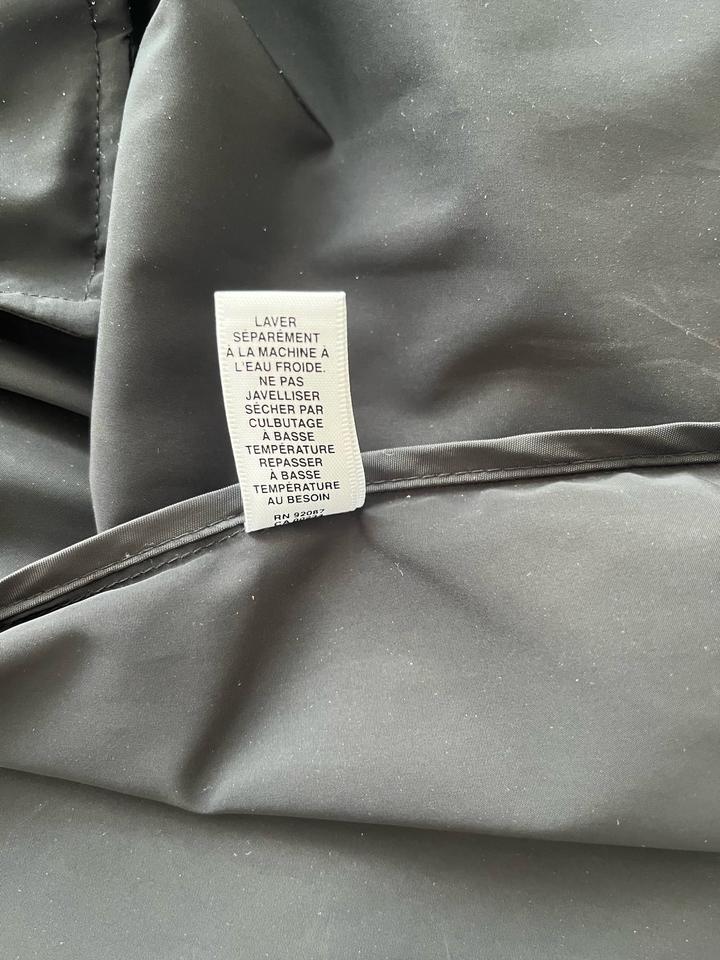 LAVER
SÉPARÉMENT
À LA MACHINE À
L'EAU FROIDE.
NE PAS
JAVELLISER
SÉCHER PAR
CULBUTAGE
À BASSE
TEMPÉRATURE
REPASSER
À BASSE
TEMPÉRATURE
AU BESOIN
RN 92087